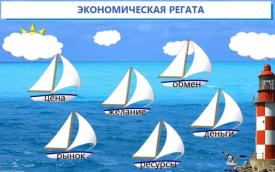 ЭКОНОМИЧЕСКАЯ РЕГАТА
обмен
цена
желание
деньги
рынок
ресурсы